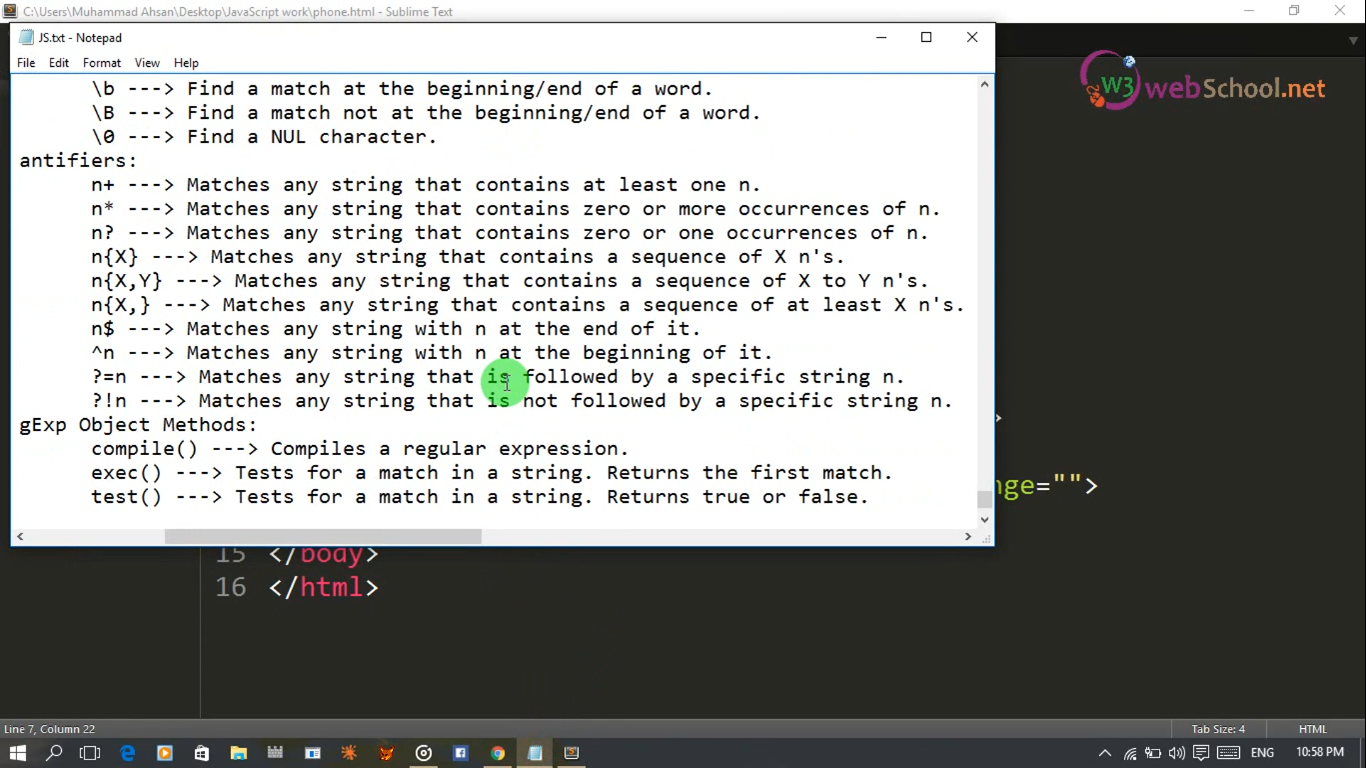 C:\Users\Muhammad Ahsan\Desktop\JavaScript work\phone.html - Sublime Text
JS.txt - Notepad
File Edit Format View Help
W3 webSchool.net
\b ---> Find a match at the beginning/end of a word.
\B ---> Find a match not at the beginning/end of a word.
\0 ---> Find a NUL character.
antifiers:
n+ ---> Matches any string that contains at least one n.
n* ---> Matches any string that contains zero or more occurrences of n.
n? ---> Matches any string that contains zero or one occurrences of n.
n{X} ---> Matches any string that contains a sequence of X n's.
n{X,Y} ---> Matches any string that contains a sequence of X to Y n's.
n{X,} ---> Matches any string that contains a sequence of at least X n's.
n$ ---> Matches any string with n at the end of it.
^n ---> Matches any string with n at the beginning of it.
?=n ---> Matches any string that is followed by a specific string n.
?!n ---> Matches any string that is not followed by a specific string n.
>
gExp Object Methods:
compile() ---> Compiles a regular expression.
exec() ---> Tests for a match in a string. Returns the first match.
nge="">
test() ---> Tests for a match in a string. Returns true or false.
15 </body>
16 </html>
Line 7, Column 22 Tab Size: 4 HTML
ENG 10:58 PM